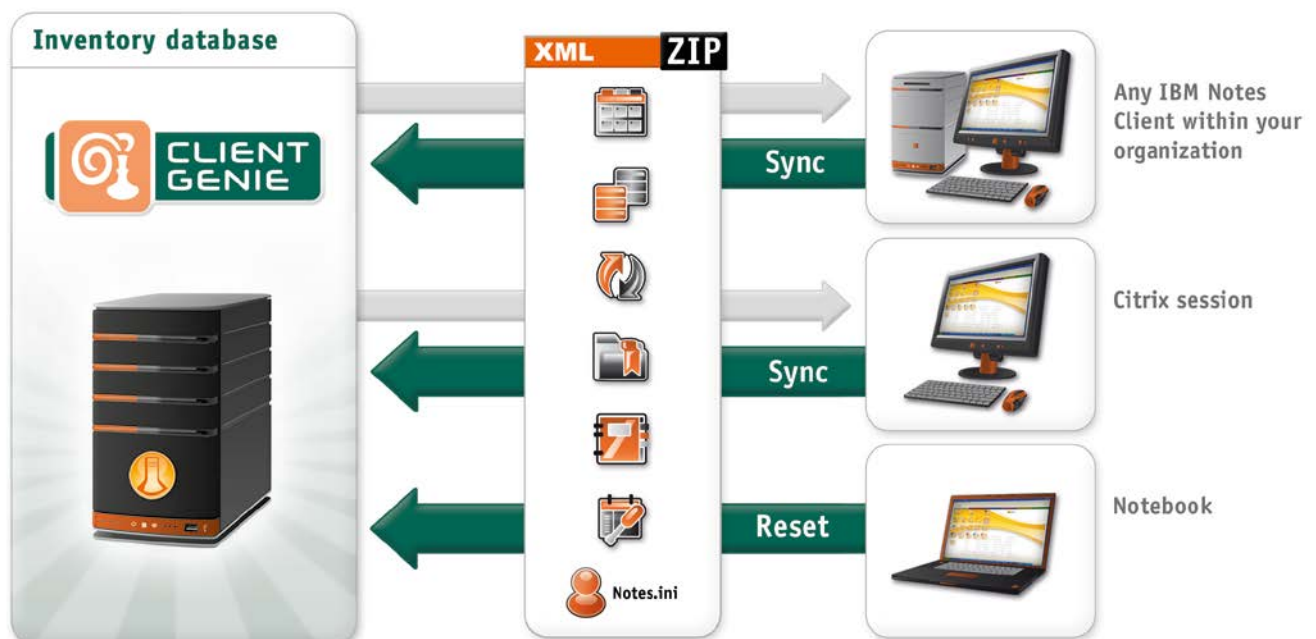 Inventory database
CLIENT
GENIE
XML
ZIP
Sync
Sync
Reset
Notes.ini
Any IBM Notes
Client within your
organization
Citrix session
Notebook